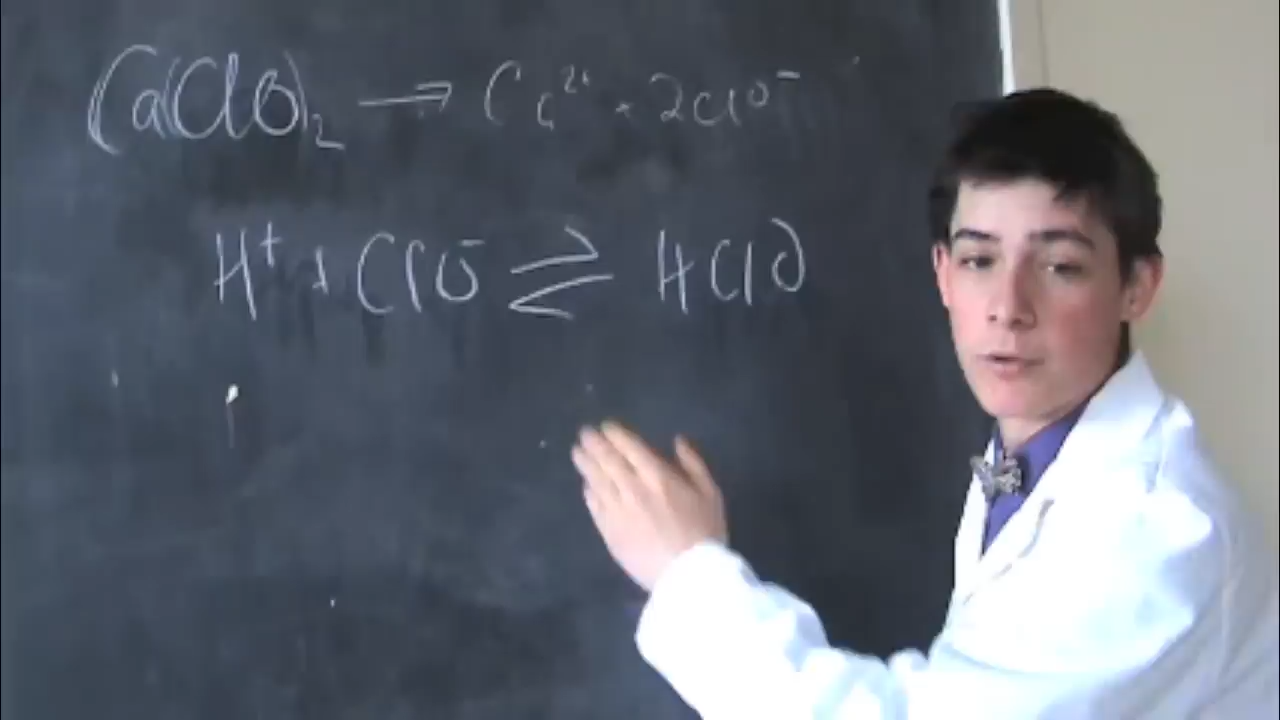 Ca(ClO)₂ → Ca²⁺ + 2ClO⁻
H⁺ + ClO⁻ ⇌ HClO